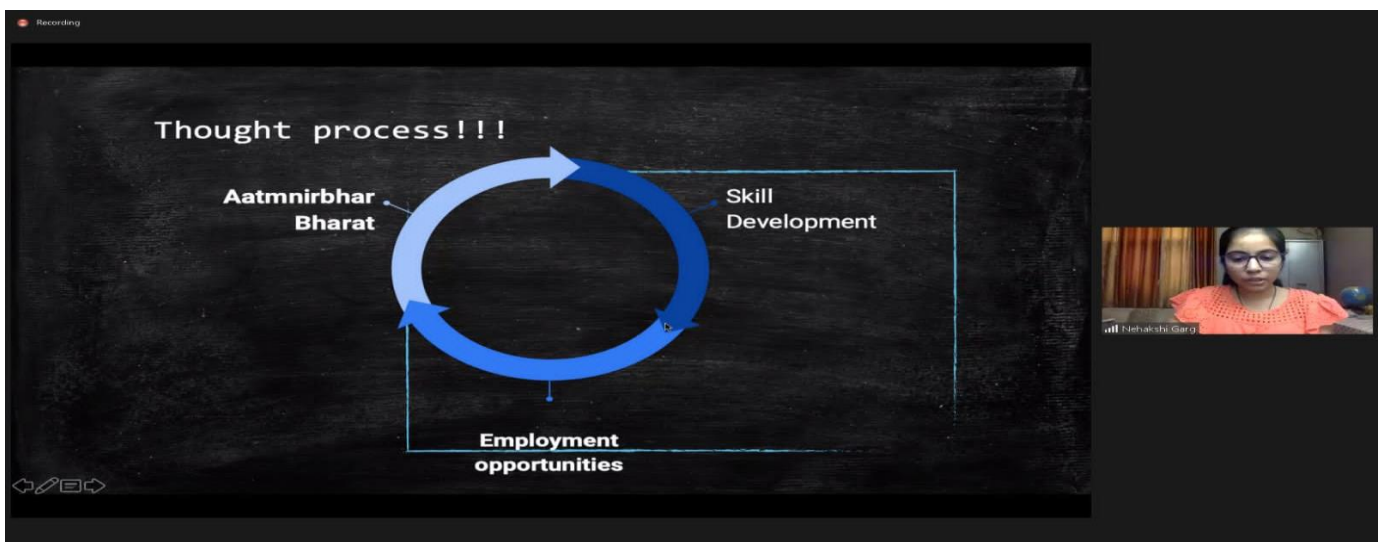 Recording
Thought process!!!
Aatmnirbhar
Bharat
Skill
Development
Employment
opportunities
Nehakshi Garg